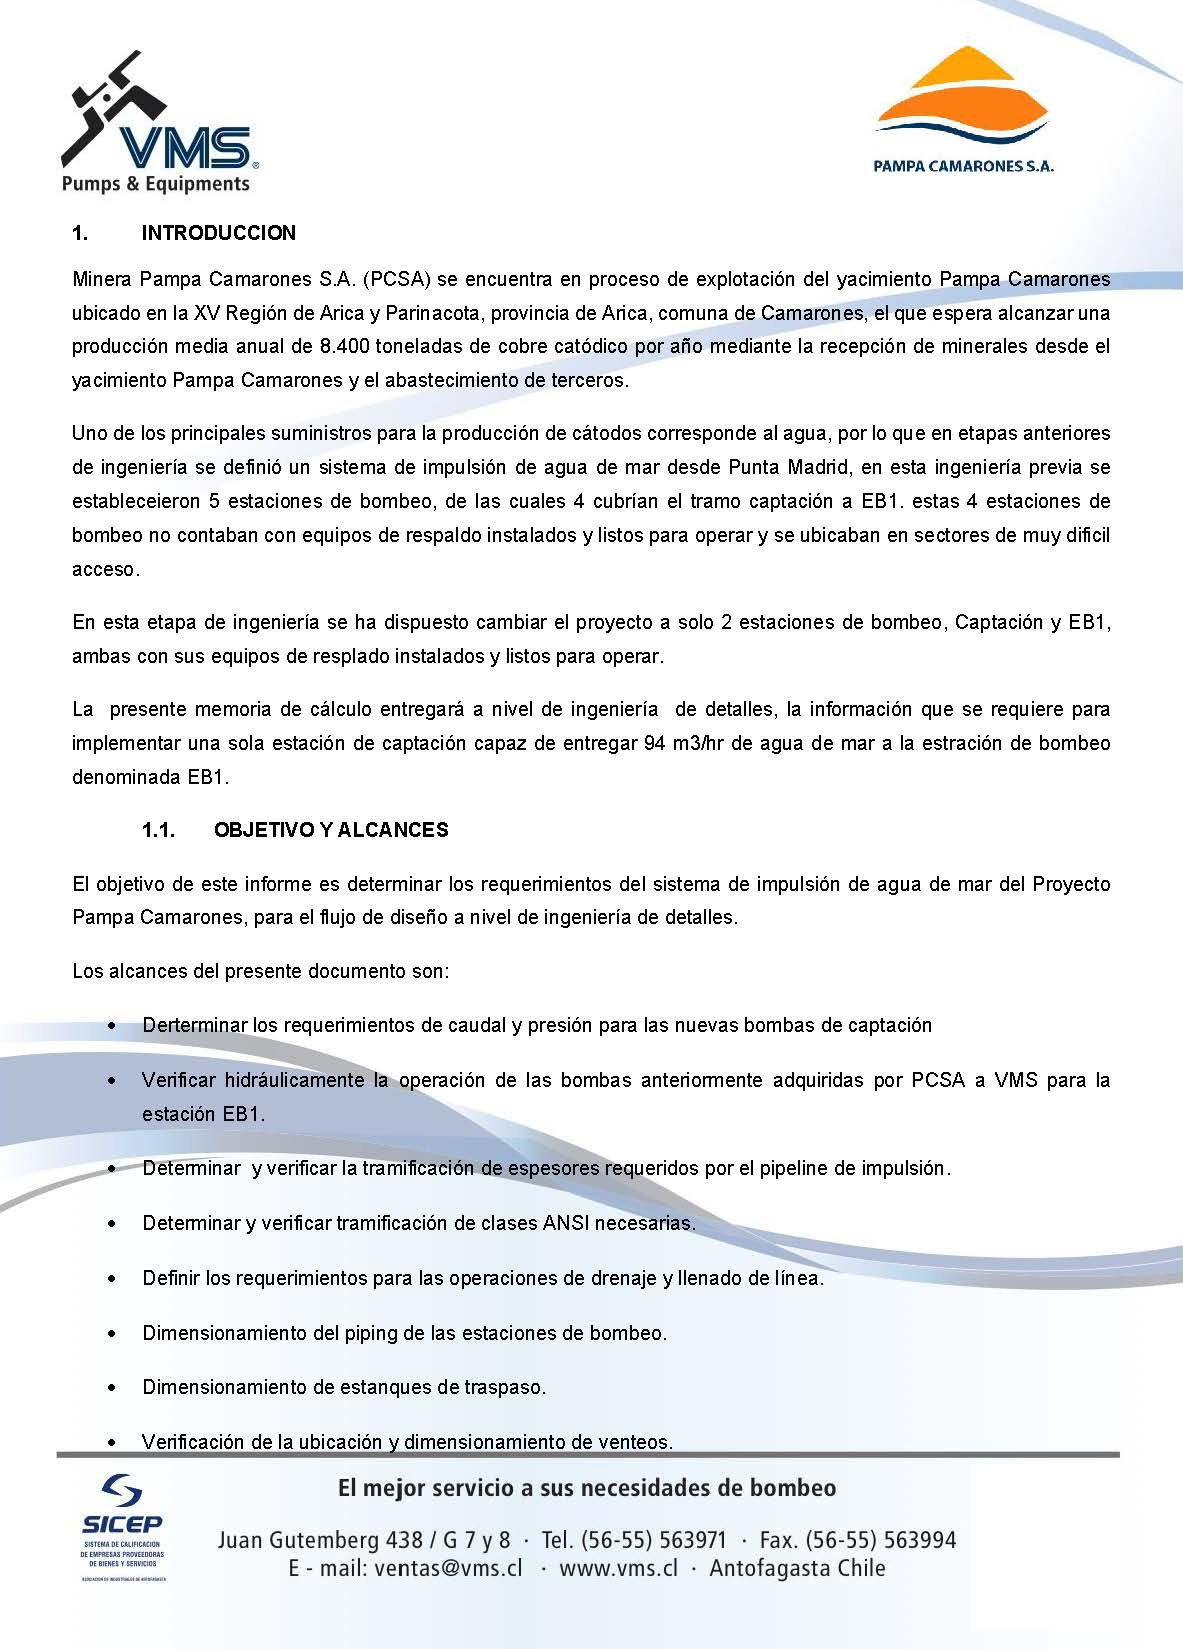 VMS®
Pumps & Equipments
PAMPA CAMARONES S.A.
1. INTRODUCCION
Minera Pampa Camarones S.A. (PCSA) se encuentra en proceso de explotación del yacimiento Pampa Camarones
ubicado en la XV Región de Arica y Parinacota, provincia de Arica, comuna de Camarones, el que espera alcanzar una
producción media anual de 8.400 toneladas de cobre catódico por año mediante la recepción de minerales desde el
yacimiento Pampa Camarones y el abastecimiento de terceros.
Uno de los principales suministros para la producción de cátodos corresponde al agua, por lo que en etapas anteriores
de ingeniería se definió un sistema de impulsión de agua de mar desde Punta Madrid, en esta ingeniería previa se
estableceieron 5 estaciones de bombeo, de las cuales 4 cubrían el tramo captación a EB1. estas 4 estaciones de
bombeo no contaban con equipos de respaldo instalados y listos para operar y se ubicaban en sectores de muy dificil
acceso.
En esta etapa de ingeniería se ha dispuesto cambiar el proyecto a solo 2 estaciones de bombeo, Captación y EB1,
ambas con sus equipos de resplado instalados y listos para operar.
La presente memoria de cálculo entregará a nivel de ingeniería de detalles, la información que se requiere para
implementar una sola estación de captación capaz de entregar 94 m3/hr de agua de mar a la estración de bombeo
denominada EB1.
1.1. OBJETIVO Y ALCANCES
El objetivo de este informe es determinar los requerimientos del sistema de impulsión de agua de mar del Proyecto
Pampa Camarones, para el flujo de diseño a nivel de ingeniería de detalles.
Los alcances del presente documento son:
• Derterminar los requerimientos de caudal y presión para las nuevas bombas de captación
• Verificar hidráulicamente la operación de las bombas anteriormente adquiridas por PCSA a VMS para la
estación EB1.
• Determinar y verificar la tramificación de espesores requeridos por el pipeline de impulsión.
• Determinar y verificar tramificación de clases ANSI necesarias.
• Definir los requerimientos para las operaciones de drenaje y llenado de línea.
• Dimensionamiento del piping de las estaciones de bombeo.
• Dimensionamiento de estanques de traspaso.
• Verificación de la ubicación y dimensionamiento de venteos.
SICEP
SISTEMA DE CALIFICACION
DE EMPRESAS PROVEEDORAS
DE BIENES Y SERVICIOS
ASOCIACION DE INDUSTRIALES DE ANTOFAGASTA
El mejor servicio a sus necesidades de bombeo
Juan Gutemberg 438 / G 7 y 8 · Tel. (56-55) 563971 · Fax. (56-55) 563994
E - mail: ventas@vms.cl · www.vms.cl · Antofagasta Chile